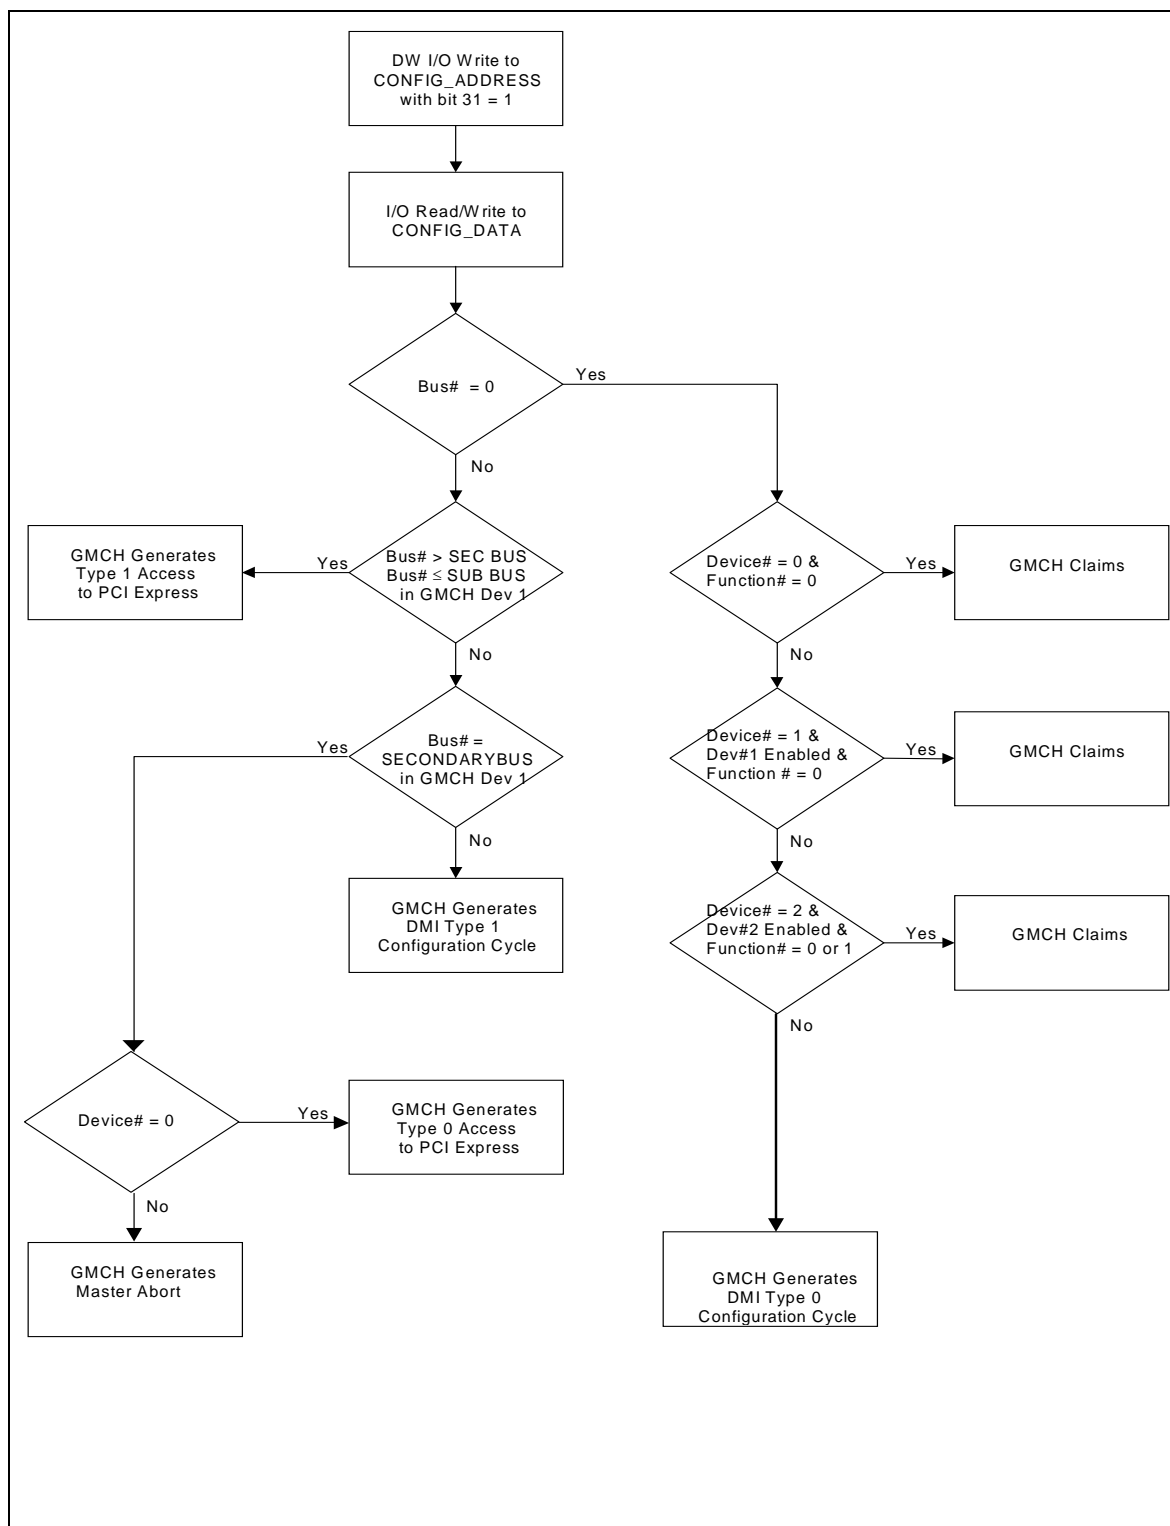 DW I/O Write to
CONFIG_ADDRESS
with bit 31 = 1
I/O Read/Write to
CONFIG_DATA
Bus# = 0
Yes
No
Bus# > SEC BUS
Bus# ≤ SUB BUS
in GMCH Dev 1
Yes
GMCH Generates
Type 1 Access
to PCI Express
No
Device# = 0 &
Function# = 0
Yes
GMCH Claims
No
Bus# =
SECONDARYBUS
in GMCH Dev 1
Yes
No
Device# = 1 &
Dev#1 Enabled &
Function # = 0
Yes
GMCH Claims
No
GMCH Generates
DMI Type 1
Configuration Cycle
Device# = 2 &
Dev#2 Enabled &
Function# = 0 or 1
Yes
GMCH Claims
No
Device# = 0
Yes
GMCH Generates
Type 0 Access
to PCI Express
No
GMCH Generates
Master Abort
GMCH Generates
DMI Type 0
Configuration Cycle